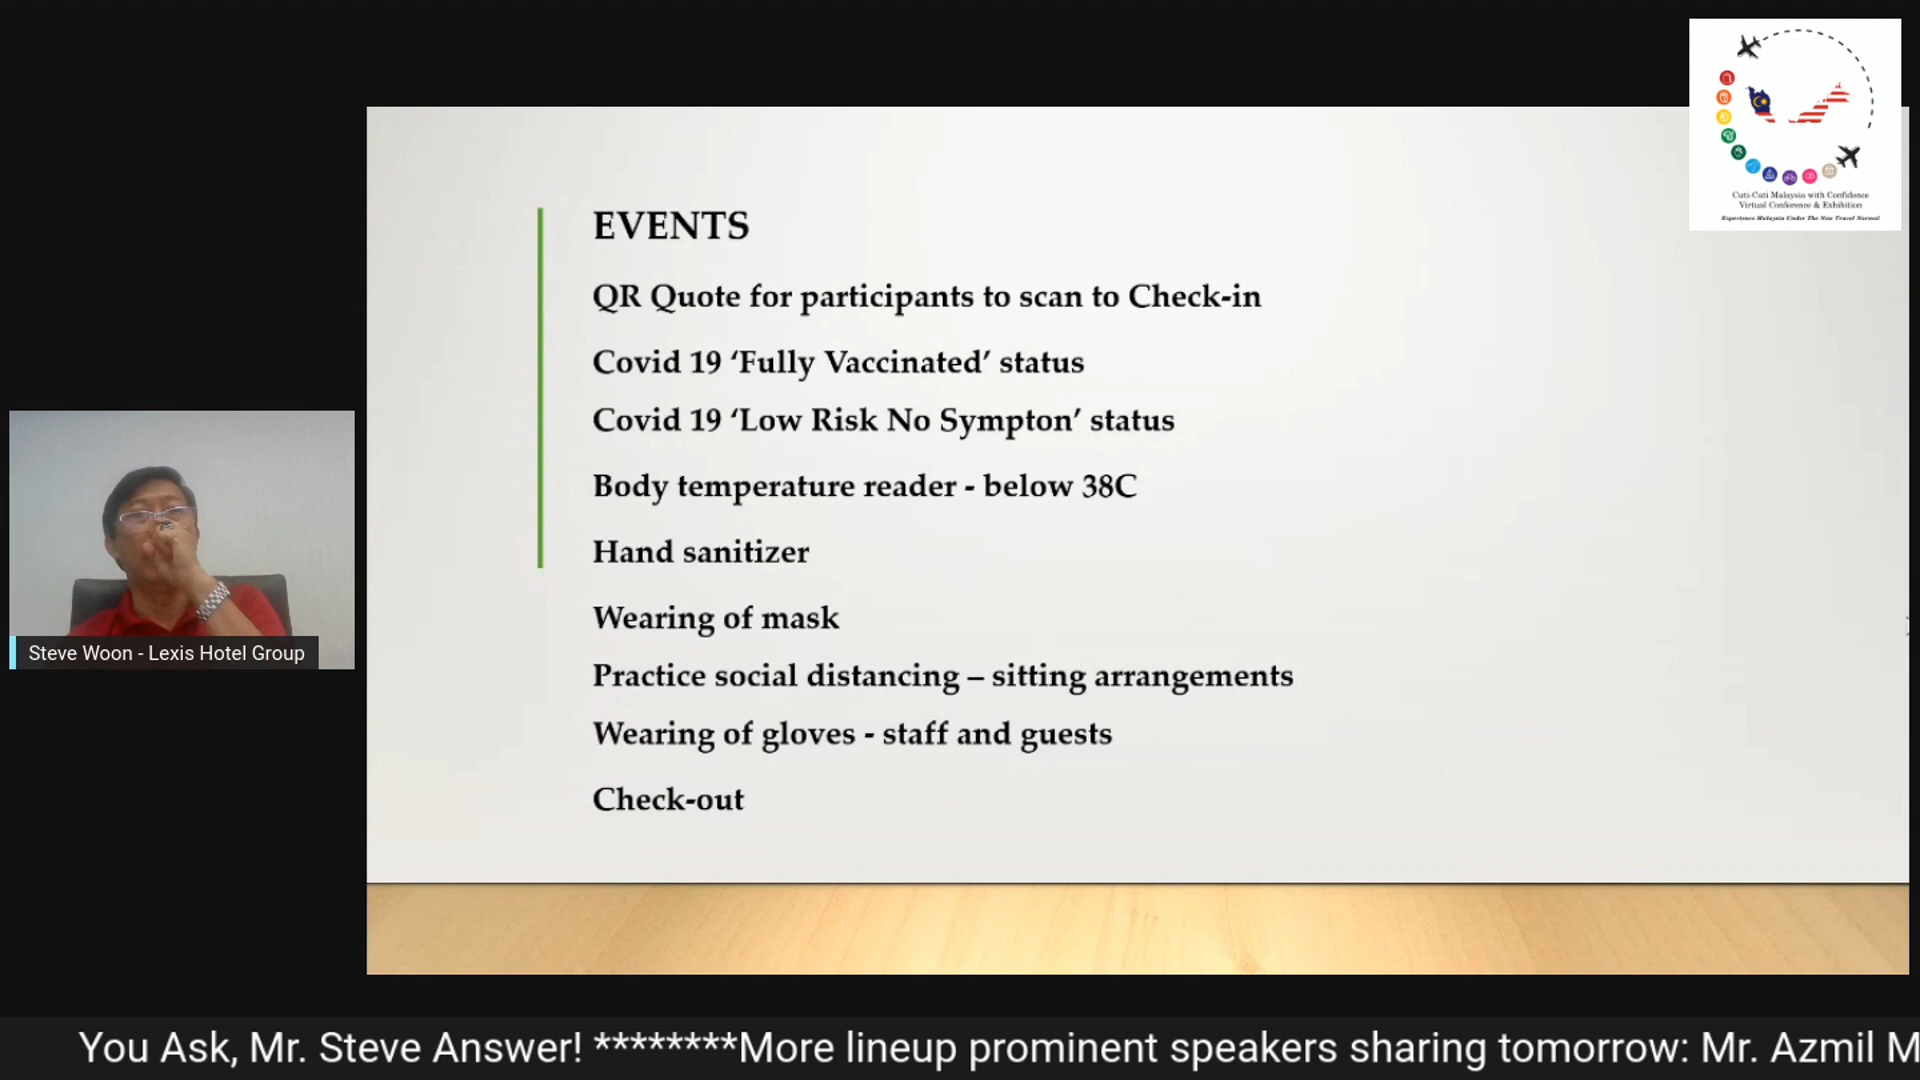 Cuti-Cuti Malaysia with Confidence
Virtual Conference & Exhibition
Experience Malaysia Under The New Travel Normal
EVENTS
QR Quote for participants to scan to Check-in
Covid 19 ‘Fully Vaccinated’ status
Covid 19 ‘Low Risk No Sympton’ status
Body temperature reader - below 38C
Hand sanitizer
Wearing of mask
Practice social distancing – sitting arrangements
Wearing of gloves - staff and guests
Check-out
Steve Woon - Lexis Hotel Group
You Ask, Mr. Steve Answer! ********More lineup prominent speakers sharing tomorrow: Mr. Azmil M